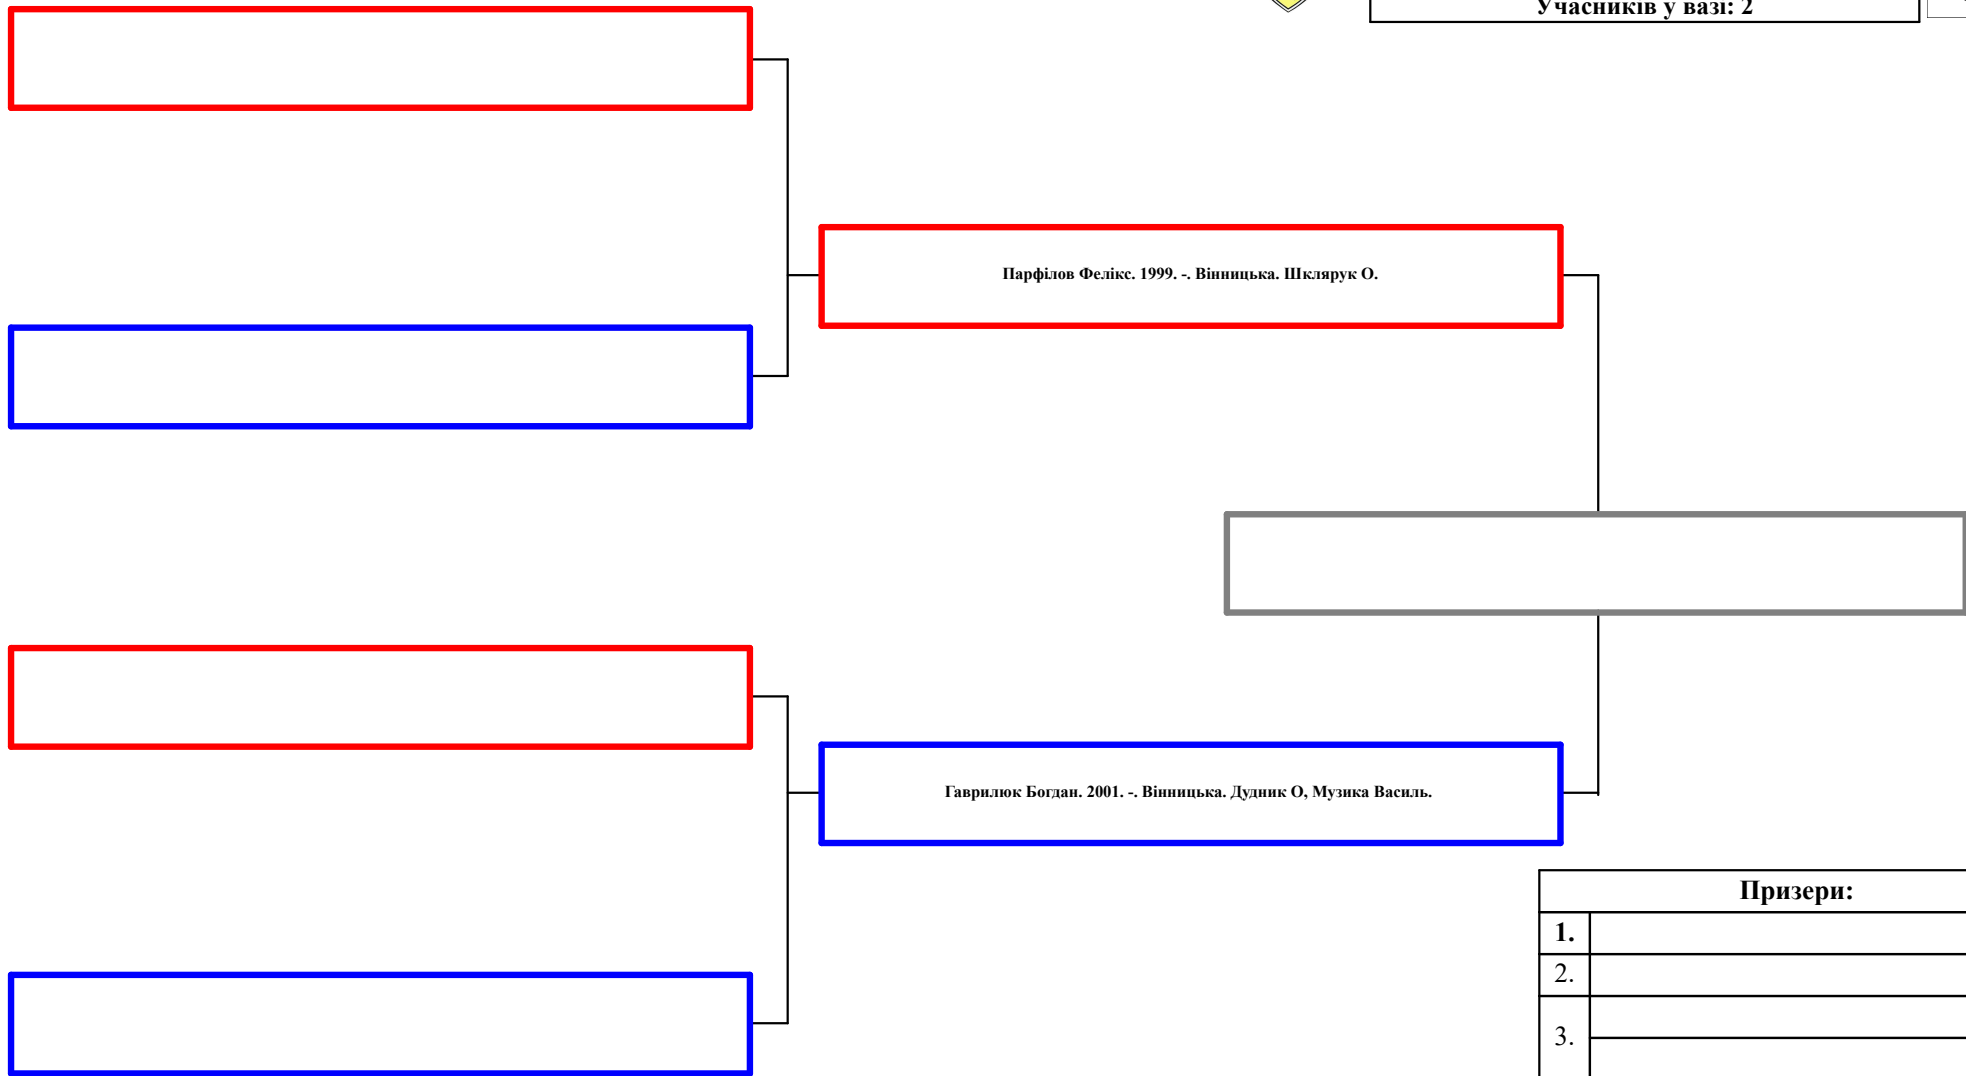 Учасників у вазі: 2
Парфілов Фелікс. 1999. -. Вінницька. Шклярук О.
Гаврилюк Богдан. 2001. -. Вінницька. Дудник О, Музика Василь.
Призери:
1.
2.
3.